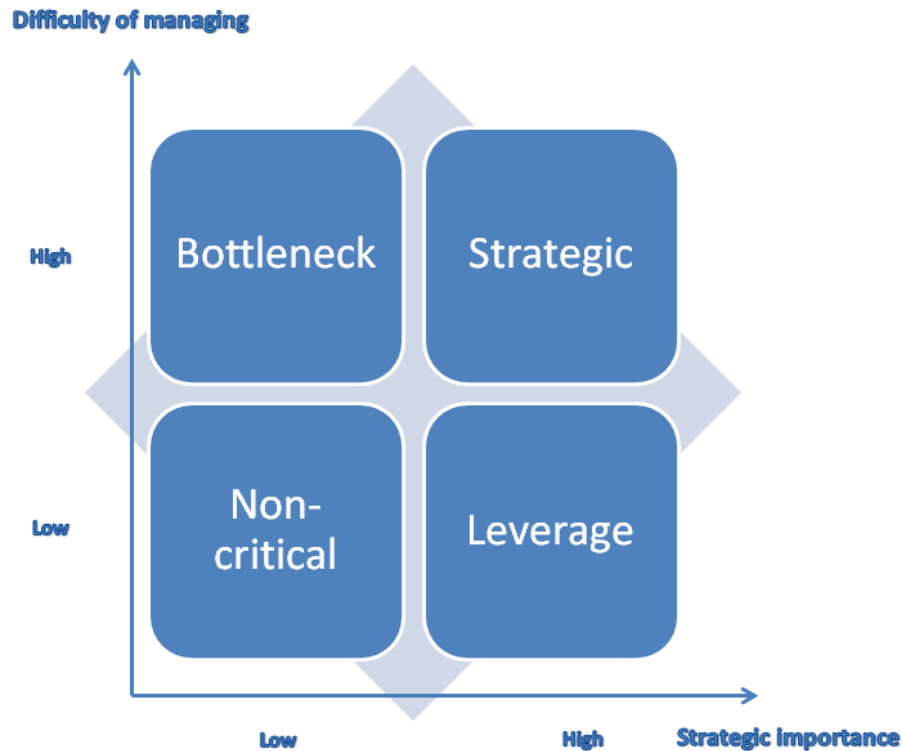 Difficulty of managing
High
Bottleneck
Strategic
Low
Non-
critical
Leverage
Low
High
Strategic importance